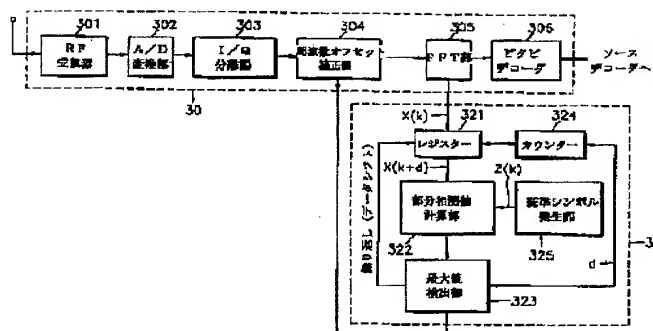 301
302
303
304
305
306
RF
受信部
A/D
変換部
I/Q
分離部
周波数オフセット
補正部
FFT部
ビタビ
デコーダ
ソース
デコーダへ
30
X(k)
321
324
レジスター
カウンター
X(k+d)
繰り返し(データシフト)
部分相関値
計算部
Z(k)
基準シンボル
発生部
322
325
3
d
最大値
検出部
323